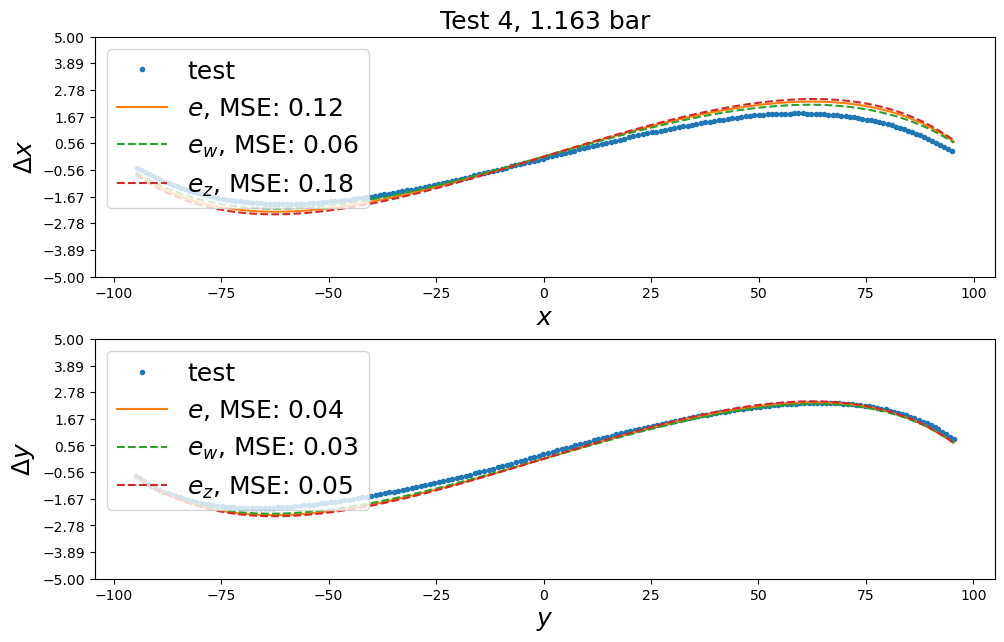 Test 4, 1.163 bar
5.00
3.89
2.78
1.67
0.56
−0.56
−1.67
−2.78
−3.89
−5.00
Δx
test
e, MSE: 0.12
e_w, MSE: 0.06
e_z, MSE: 0.18
−100 −75 −50 −25 0 25 50 75 100
x
5.00
3.89
2.78
1.67
0.56
−0.56
−1.67
−2.78
−3.89
−5.00
Δy
test
e, MSE: 0.04
e_w, MSE: 0.03
e_z, MSE: 0.05
−100 −75 −50 −25 0 25 50 75 100
y